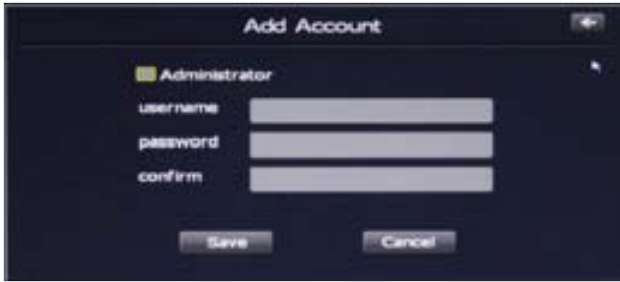 Add Account
Administrator
username
password
confirm
Save Cancel